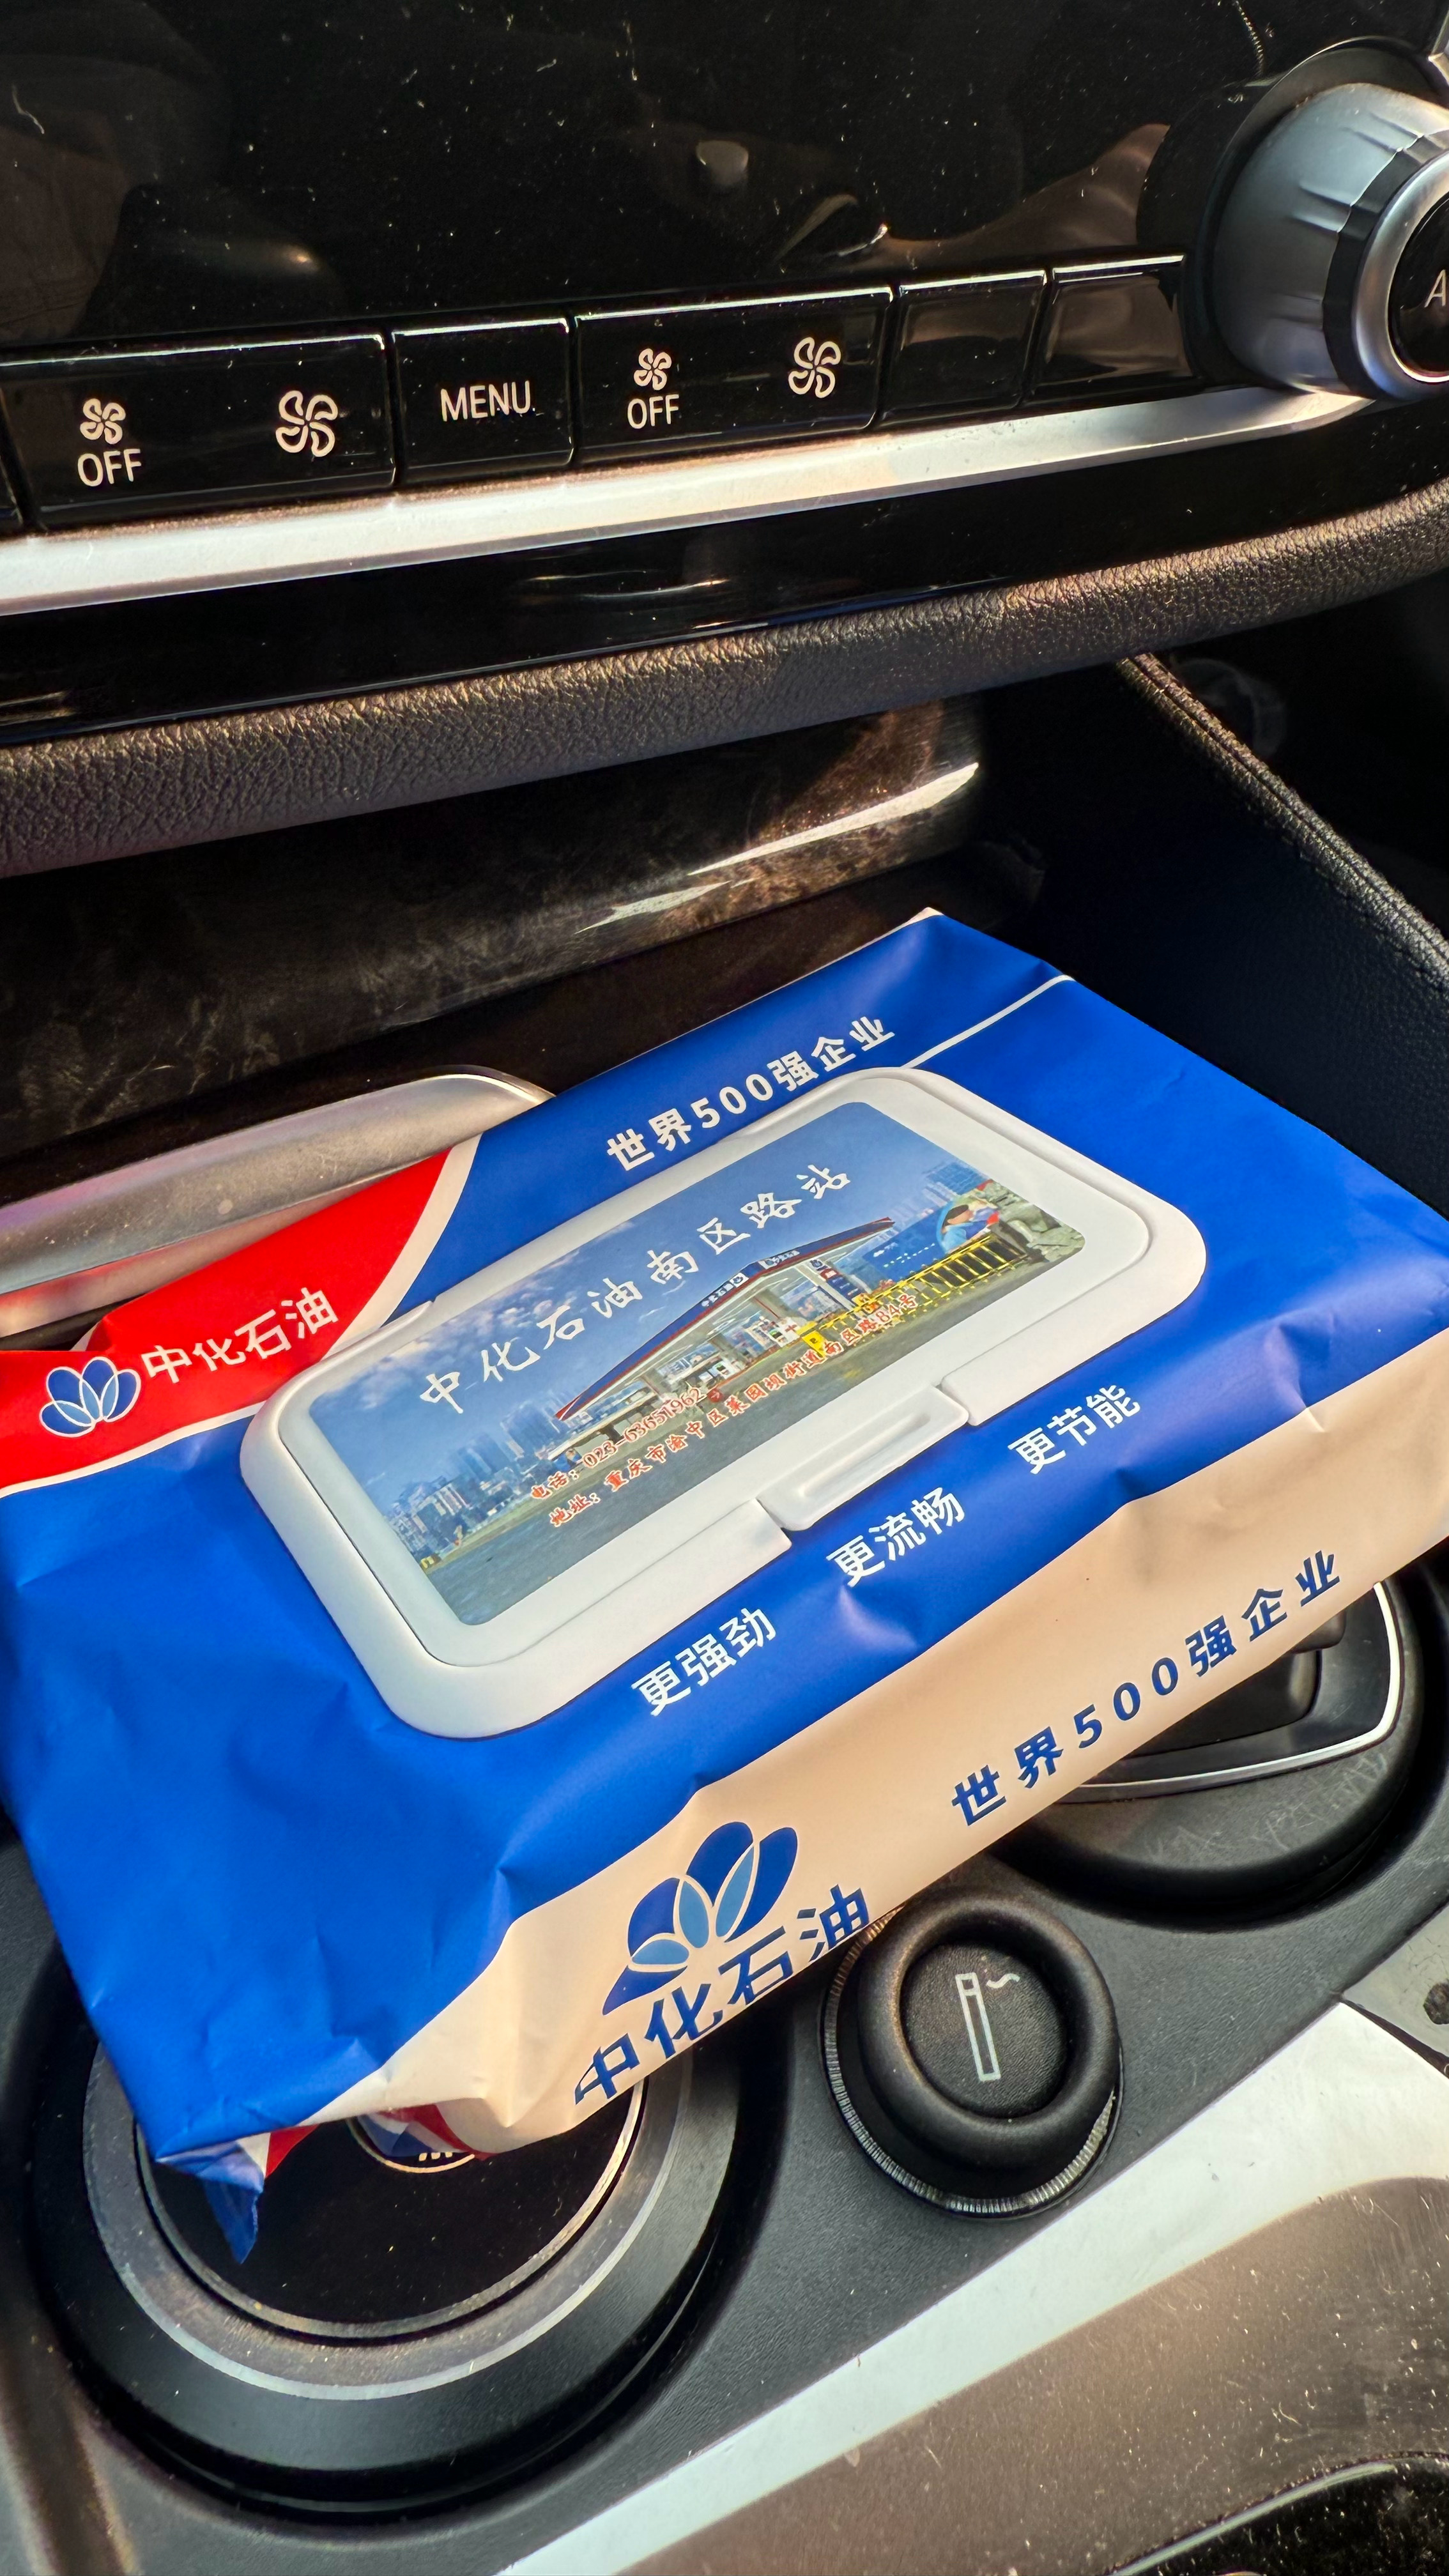 OFF
MENU
OFF
A
世界500强企业
中化石油
中化石油南区路站
电话:023-63651962
地址:重庆市渝中区菜园坝街道南区路84号
更强劲 更流畅 更节能
世界500强企业
中化石油